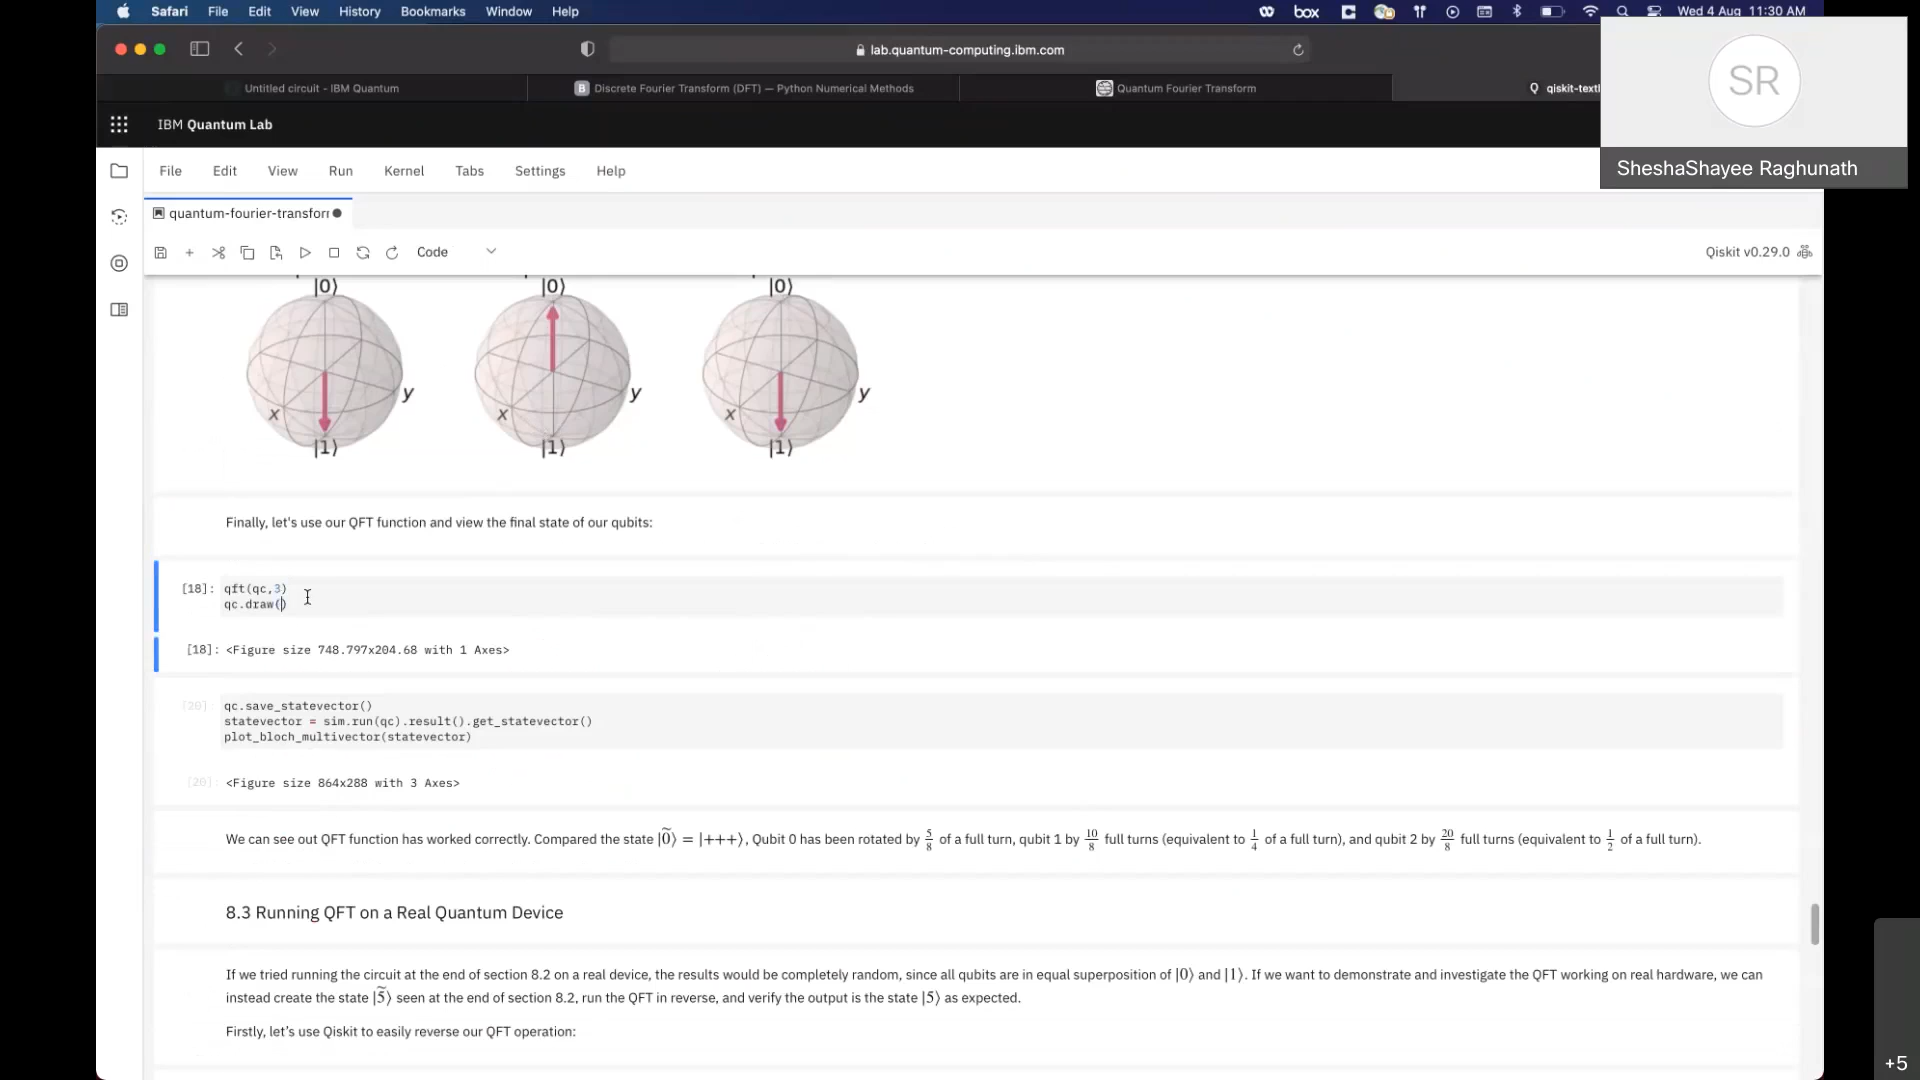 Safari File Edit View History Bookmarks Window Help
box Wed 4 Aug 11:30 AM
lab.quantum-computing.ibm.com
Untitled circuit - IBM Quantum
B Discrete Fourier Transform (DFT) — Python Numerical Methods
Quantum Fourier Transform
qiskit-textl
SR
SheshaShayee Raghunath
IBM Quantum Lab
File Edit View Run Kernel Tabs Settings Help
quantum-fourier-transforr
Code
Qiskit v0.29.0
|0⟩ |0⟩ |0⟩
x y x y x y
|1⟩ |1⟩ |1⟩
Finally, let's use our QFT function and view the final state of our qubits:
[18]: qft(qc,3)
qc.draw()
[18]: <Figure size 748.797x204.68 with 1 Axes>
[20]: qc.save_statevector()
statevector = sim.run(qc).result().get_statevector()
plot_bloch_multivector(statevector)
[20]: <Figure size 864x288 with 3 Axes>
We can see out QFT function has worked correctly. Compared the state |0̃⟩ = |+++⟩, Qubit 0 has been rotated by 5/8 of a full turn, qubit 1 by 10/8 full turns (equivalent to 1/4 of a full turn), and qubit 2 by 20/8 full turns (equivalent to 1/2 of a full turn).
8.3 Running QFT on a Real Quantum Device
If we tried running the circuit at the end of section 8.2 on a real device, the results would be completely random, since all qubits are in equal superposition of |0⟩ and |1⟩. If we want to demonstrate and investigate the QFT working on real hardware, we can
instead create the state |5̃⟩ seen at the end of section 8.2, run the QFT in reverse, and verify the output is the state |5⟩ as expected.
Firstly, let’s use Qiskit to easily reverse our QFT operation:
+5